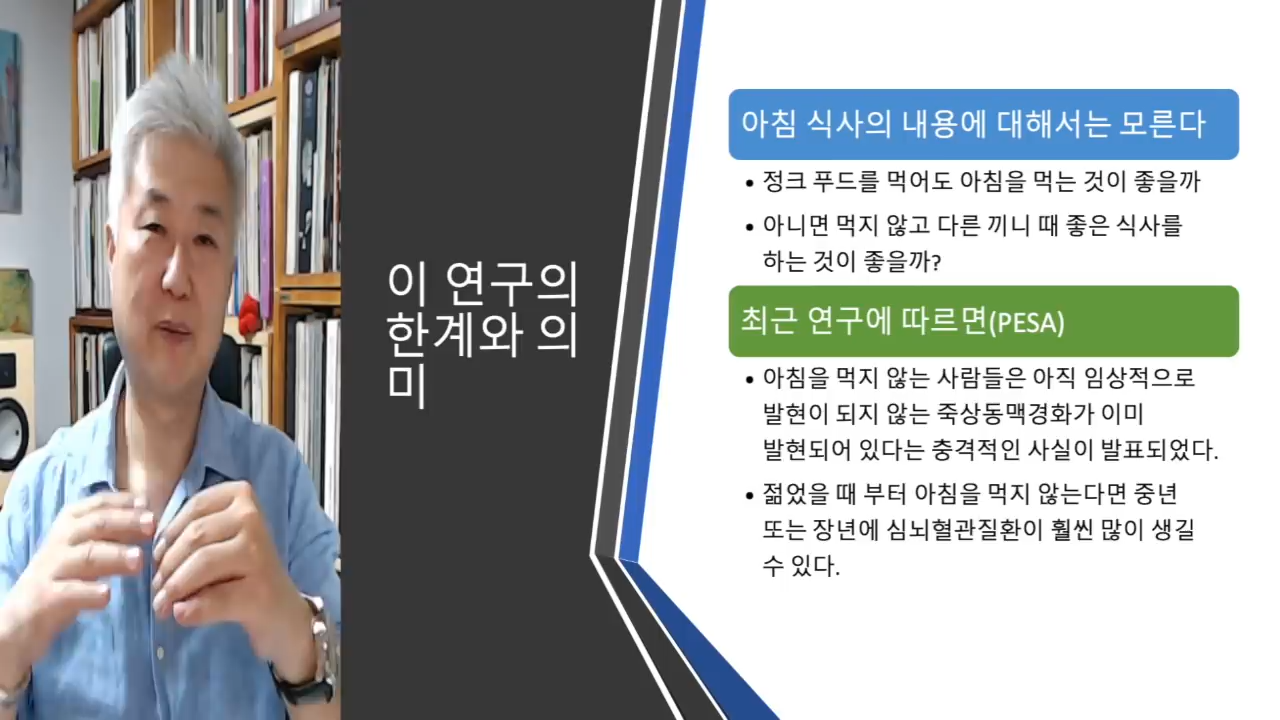 이 연구의
한계와 의
미
아침 식사의 내용에 대해서는 모른다
• 정크 푸드를 먹어도 아침을 먹는 것이 좋을까
• 아니면 먹지 않고 다른 끼니 때 좋은 식사를
하는 것이 좋을까?
최근 연구에 따르면(PESA)
• 아침을 먹지 않는 사람들은 아직 임상적으로
발현이 되지 않는 죽상동맥경화가 이미
발현되어 있다는 충격적인 사실이 발표되었다.
• 젊었을 때 부터 아침을 먹지 않는다면 중년
또는 장년에 심뇌혈관질환이 훨씬 많이 생길
수 있다.